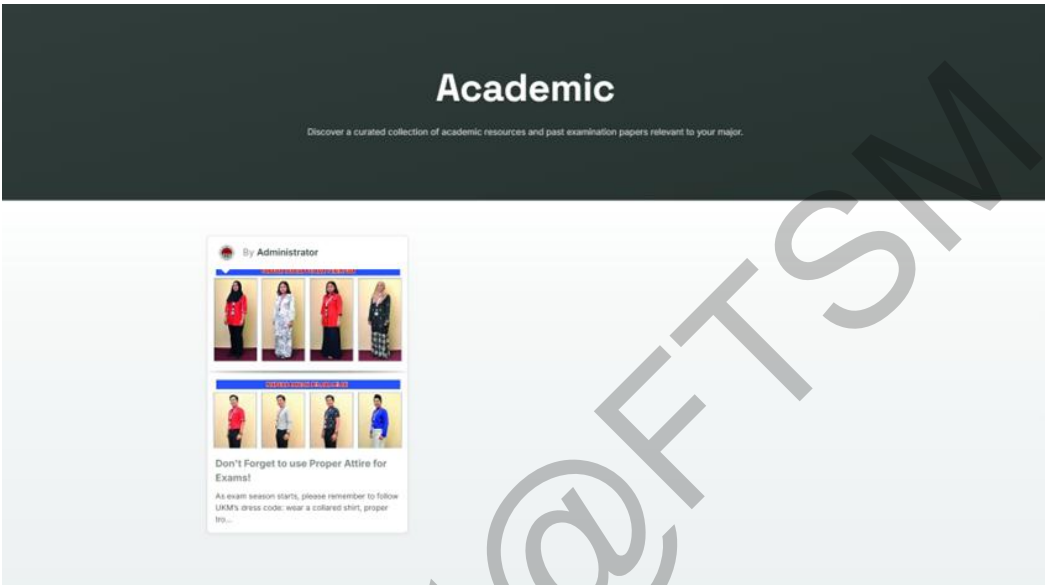 Academic
Discover a curated collection of academic resources and past examination papers relevant to your major.
By Administrator
Don't Forget to use Proper Attire for
Exams!
As exam season starts, please remember to follow
UKM's dress code: wear a collared shirt, proper
tro...
@FTSM